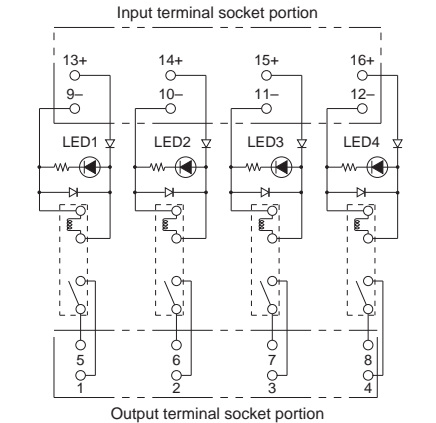 Input terminal socket portion
13+ 14+ 15+ 16+
9– 10– 11– 12–
LED1 LED2 LED3 LED4
5 6 7 8
1 2 3 4
Output terminal socket portion